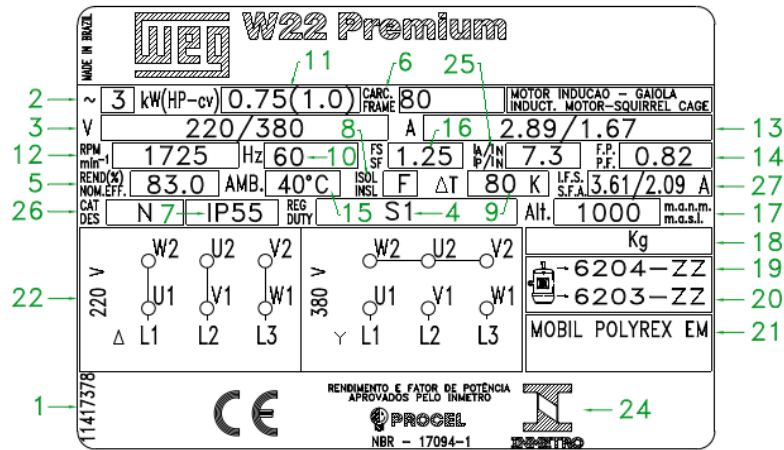 MADE IN BRAZIL
WEG W22 Premium
11 6 25
2 ~ 3 kW(HP-cv) 0.75(1.0) CARC. FRAME 80 MOTOR INDUCAO - GAIOLA
INDUCT. MOTOR-SQUIRREL CAGE
3 V 220/380 A 2.89/1.67 13
8 16
12 RPM min-1 1725 Hz 60 10 FS SF 1.25 IA/IN IP/IN 7.3 F.P. P.F. 0.82 14
5 REND(%) NOM.EFF. 83.0 AMB. 40°C ISOL INSL F ΔT 80 K I.F.S. S.F.A. 3.61/2.09 A 27
26 CAT DES N 7 IP55 15 REG DUTY S1 4 9 Alt. 1000 m.a.n.m. m.a.s.l. 17
Kg 18
22 220 V W2 U2 V2
U1 V1 W1
Δ L1 L2 L3
380 V W2 U2 V2
U1 V1 W1
Y L1 L2 L3
6204-ZZ 19
6203-ZZ 20
MOBIL POLYREX EM 21
1 11417378
CE
RENDIMENTO E FATOR DE POTÊNCIA
APROVADOS PELO INMETRO
PROCEL
NBR - 17094-1
INMETRO
24